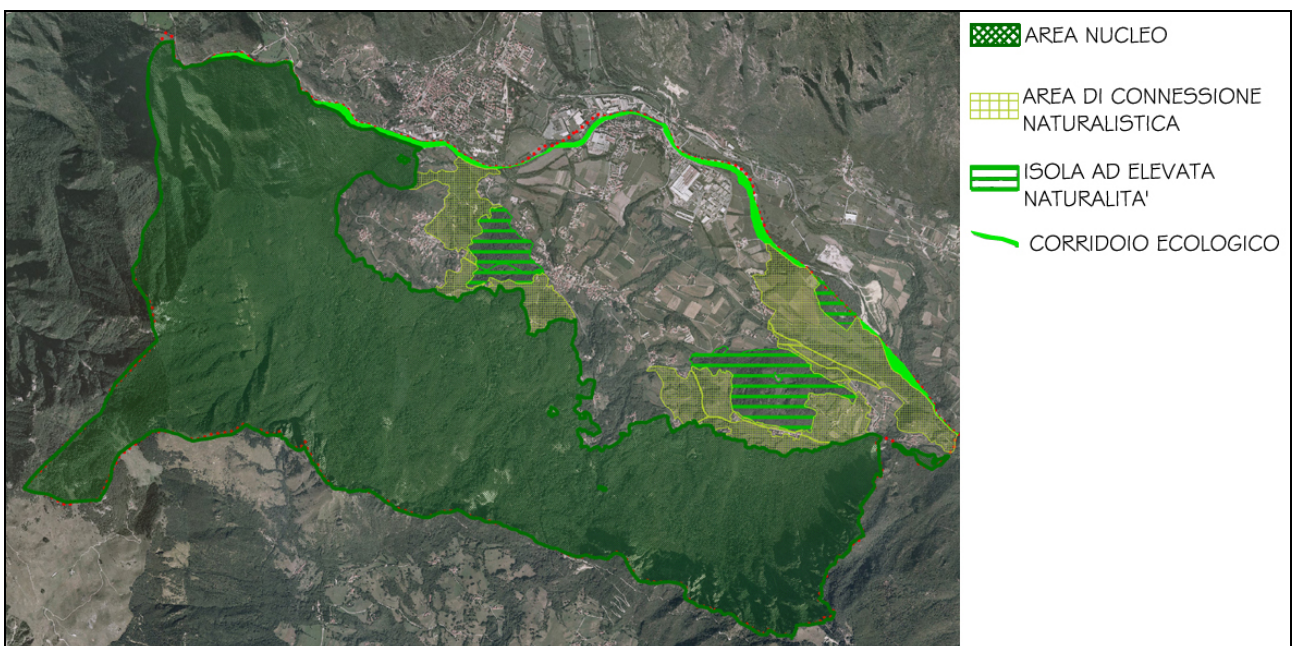 AREA NUCLEO
AREA DI CONNESSIONE
NATURALISTICA
ISOLA AD ELEVATA
NATURALITA'
CORRIDOIO ECOLOGICO